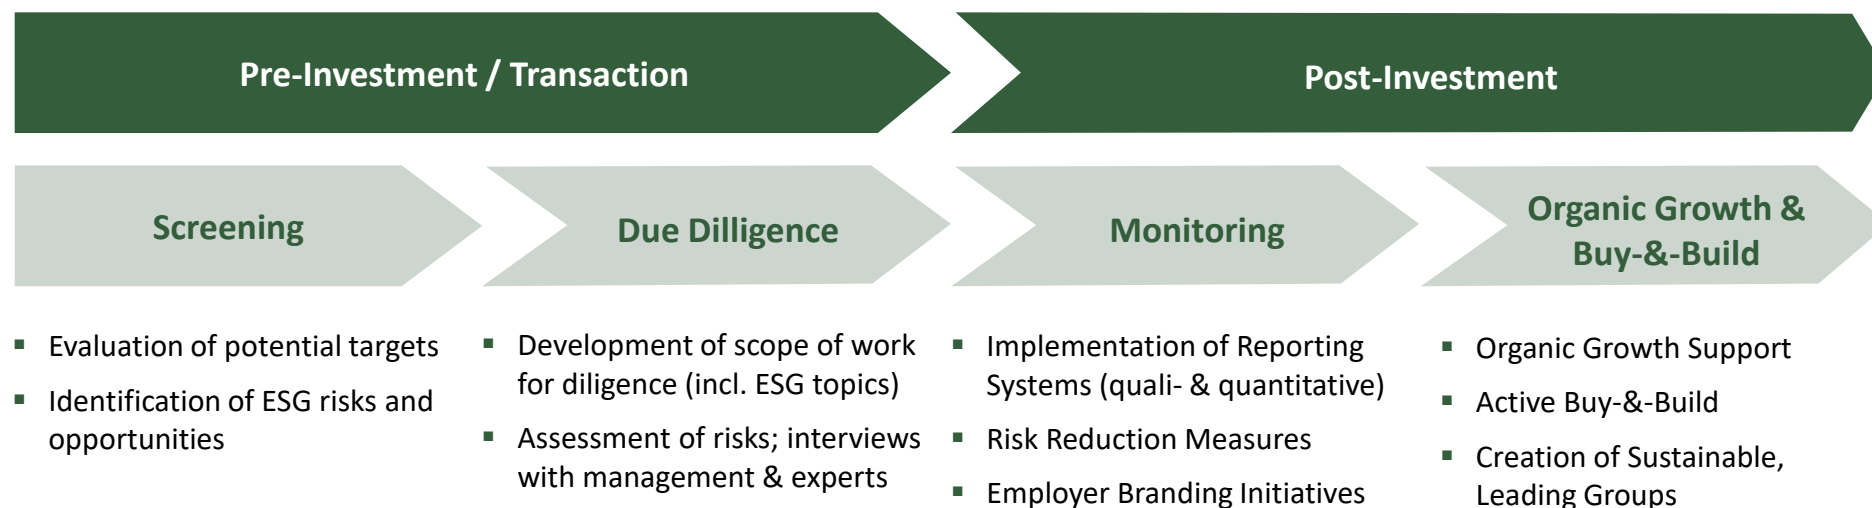 Pre-Investment / Transaction
Post-Investment
Screening
Due Dilligence
Monitoring
Organic Growth &
Buy-&-Build
▪ Evaluation of potential targets
▪ Identification of ESG risks and
opportunities
▪ Development of scope of work
for diligence (incl. ESG topics)
▪ Assessment of risks; interviews
with management & experts
▪ Implementation of Reporting
Systems (quali- & quantitative)
▪ Risk Reduction Measures
▪ Employer Branding Initiatives
▪ Organic Growth Support
▪ Active Buy-&-Build
▪ Creation of Sustainable,
Leading Groups